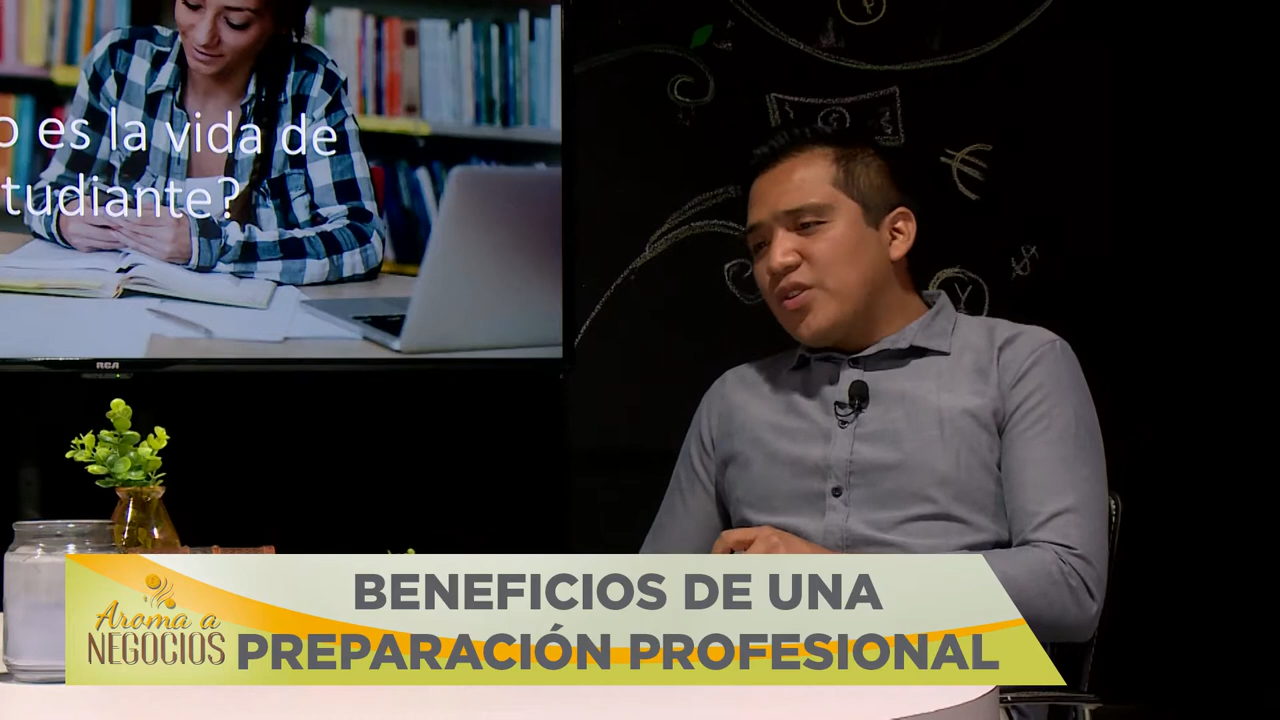 o es la vida de
tudiante?
RCA
BENEFICIOS DE UNA
PREPARACIÓN PROFESIONAL
Aroma a
NEGOCIOS